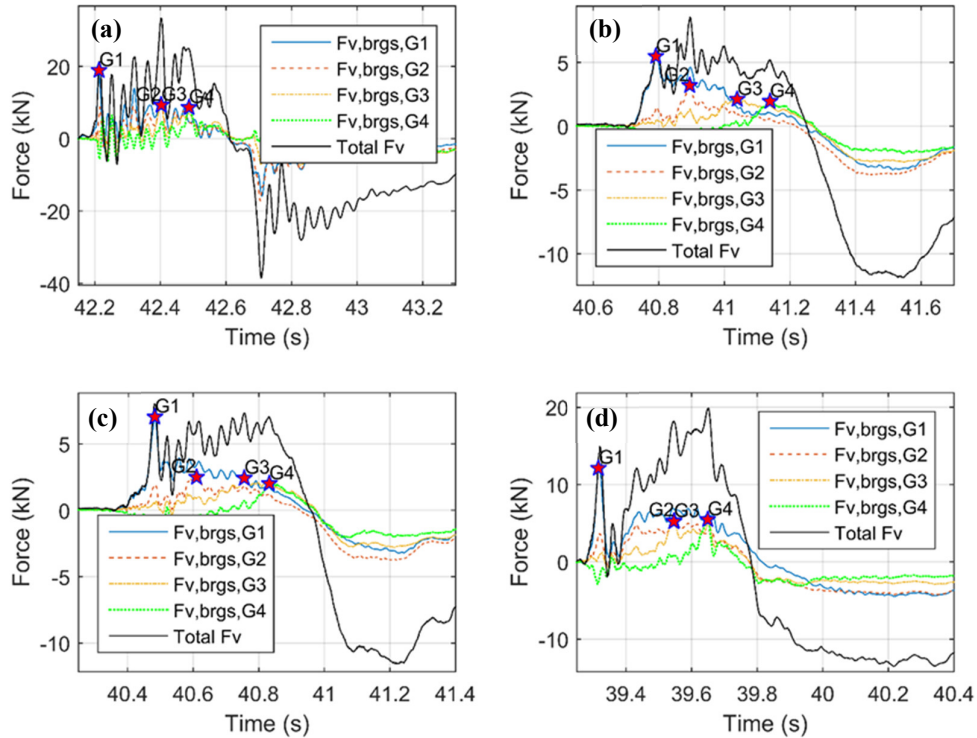 (a)
Force (kN)
20
0
-20
-40
G1
G2
G3
G4
Fv,brgs,G1
Fv,brgs,G2
Fv,brgs,G3
Fv,brgs,G4
Total Fv
42.2 42.4 42.6 42.8 43 43.2
Time (s)
(b)
Force (kN)
5
0
-5
-10
G1
G2
G3
G4
Fv,brgs,G1
Fv,brgs,G2
Fv,brgs,G3
Fv,brgs,G4
Total Fv
40.6 40.8 41 41.2 41.4 41.6
Time (s)
(c)
Force (kN)
5
0
-5
-10
G1
G2
G3
G4
Fv,brgs,G1
Fv,brgs,G2
Fv,brgs,G3
Fv,brgs,G4
Total Fv
40.4 40.6 40.8 41 41.2 41.4
Time (s)
(d)
Force (kN)
20
10
0
-10
G1
G2
G3
G4
Fv,brgs,G1
Fv,brgs,G2
Fv,brgs,G3
Fv,brgs,G4
Total Fv
39.4 39.6 39.8 40 40.2 40.4
Time (s)